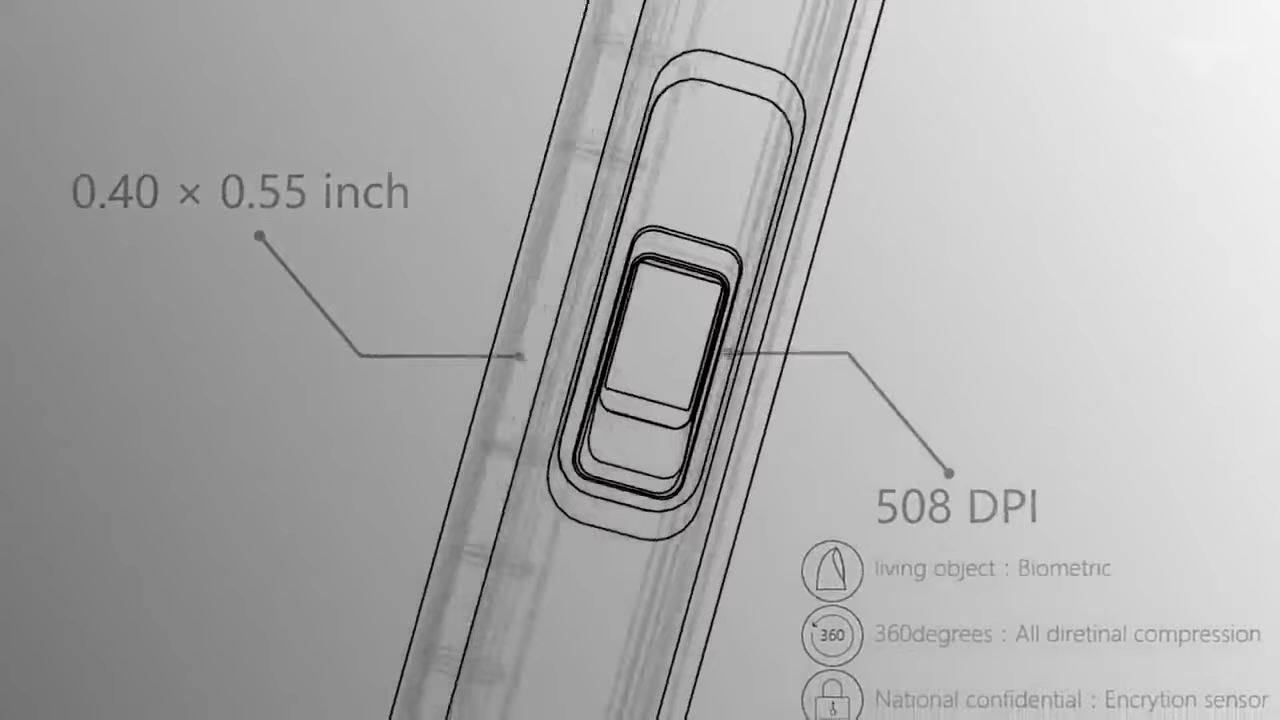 0.40 × 0.55 inch
508 DPI
living object : Biometric
360
360degrees : All diretinal compression
National confidential : Encrytion sensor